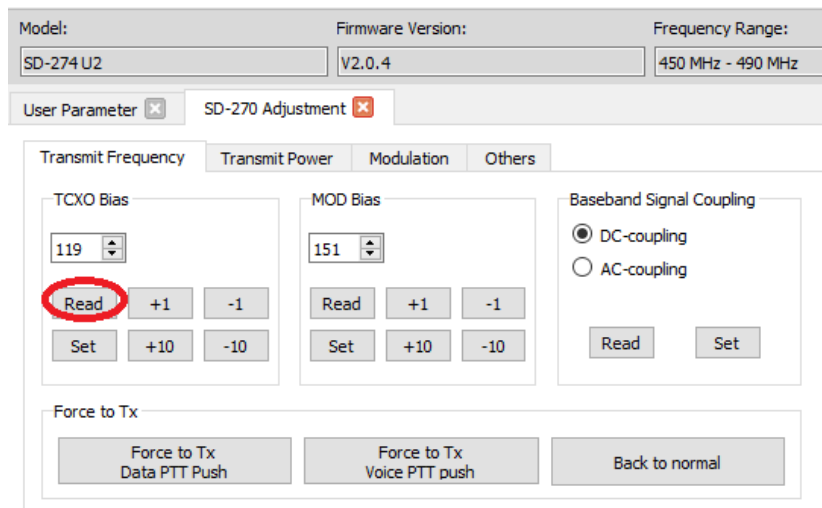 Model: Firmware Version: Frequency Range:
SD-274 U2 V2.0.4 450 MHz - 490 MHz
User Parameter SD-270 Adjustment
Transmit Frequency Transmit Power Modulation Others
TCXO Bias MOD Bias Baseband Signal Coupling
119 151 DC-coupling
AC-coupling
Read +1 -1 Read +1 -1
Set +10 -10 Set +10 -10 Read Set
Force to Tx
Force to Tx
Data PTT Push
Force to Tx
Voice PTT push
Back to normal